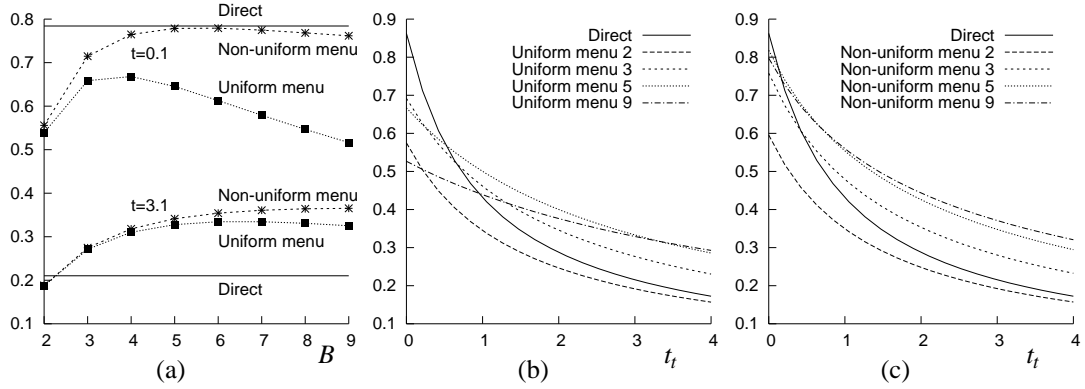 0.8
0.7
0.6
0.5
0.4
0.3
0.2
0.1
2 3 4 5 6 7 8 9
Direct
Non-uniform menu
t=0.1
Uniform menu
Non-uniform menu
t=3.1
Uniform menu
Direct
B
(a)
0.9
0.8
0.7
0.6
0.5
0.4
0.3
0.2
0.1
0 1 2 3 4
Direct
Uniform menu 2
Uniform menu 3
Uniform menu 5
Uniform menu 9
t_t
(b)
0.9
0.8
0.7
0.6
0.5
0.4
0.3
0.2
0.1
0 1 2 3 4
Direct
Non-uniform menu 2
Non-uniform menu 3
Non-uniform menu 5
Non-uniform menu 9
t_t
(c)